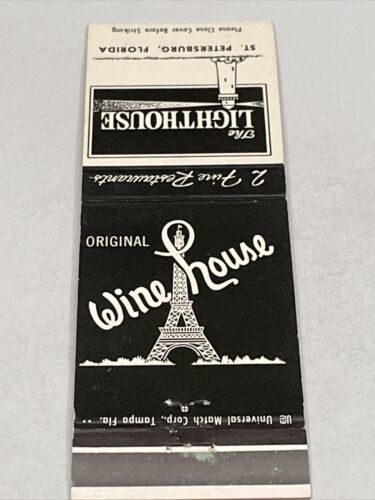 Please Close Cover Before Striking
ST. PETERSBURG, FLORIDA
The
LIGHTHOUSE
2 Fine Restaurants
ORIGINAL
Wine house
UMC Universal Match Corp., Tampa Fla. **